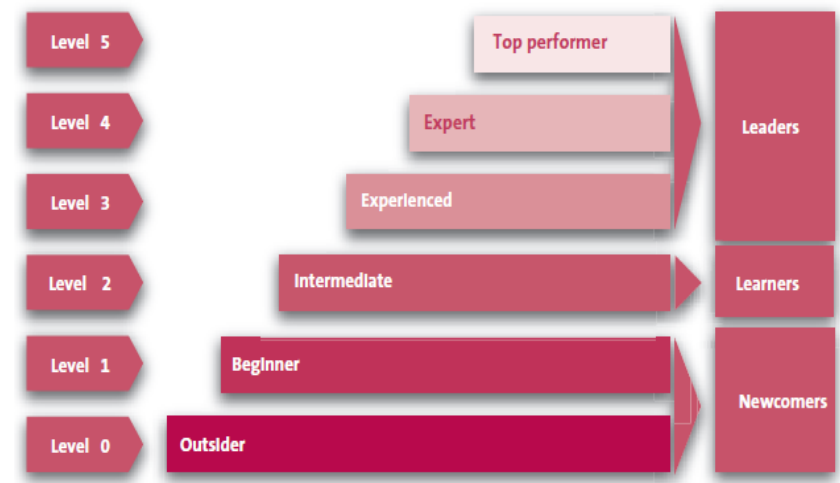 Level 5
Top performer
Level 4
Expert
Leaders
Level 3
Experienced
Level 2
Intermediate
Learners
Level 1
Beginner
Newcomers
Level 0
Outsider